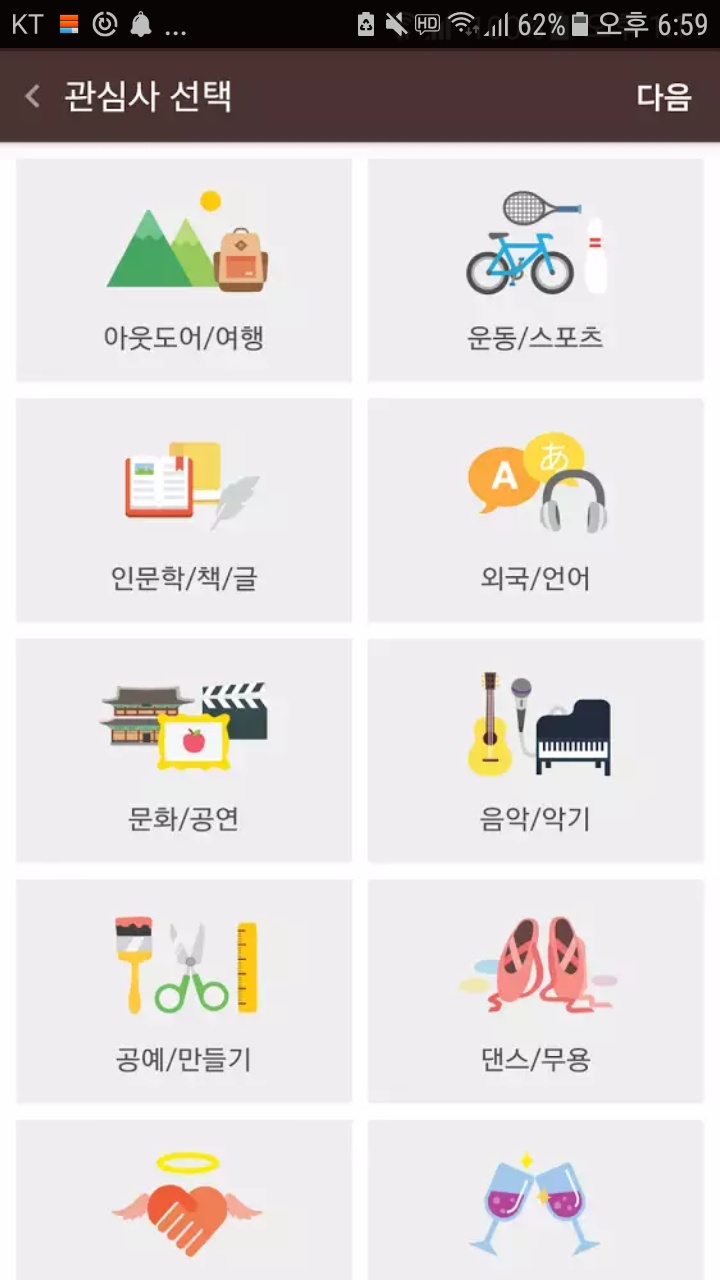 KT ... HD 62% 오후 6:59
관심사 선택 다음
아웃도어/여행 운동/스포츠
A あ
인문학/책/글 외국/언어
문화/공연 음악/악기
공예/만들기 댄스/무용